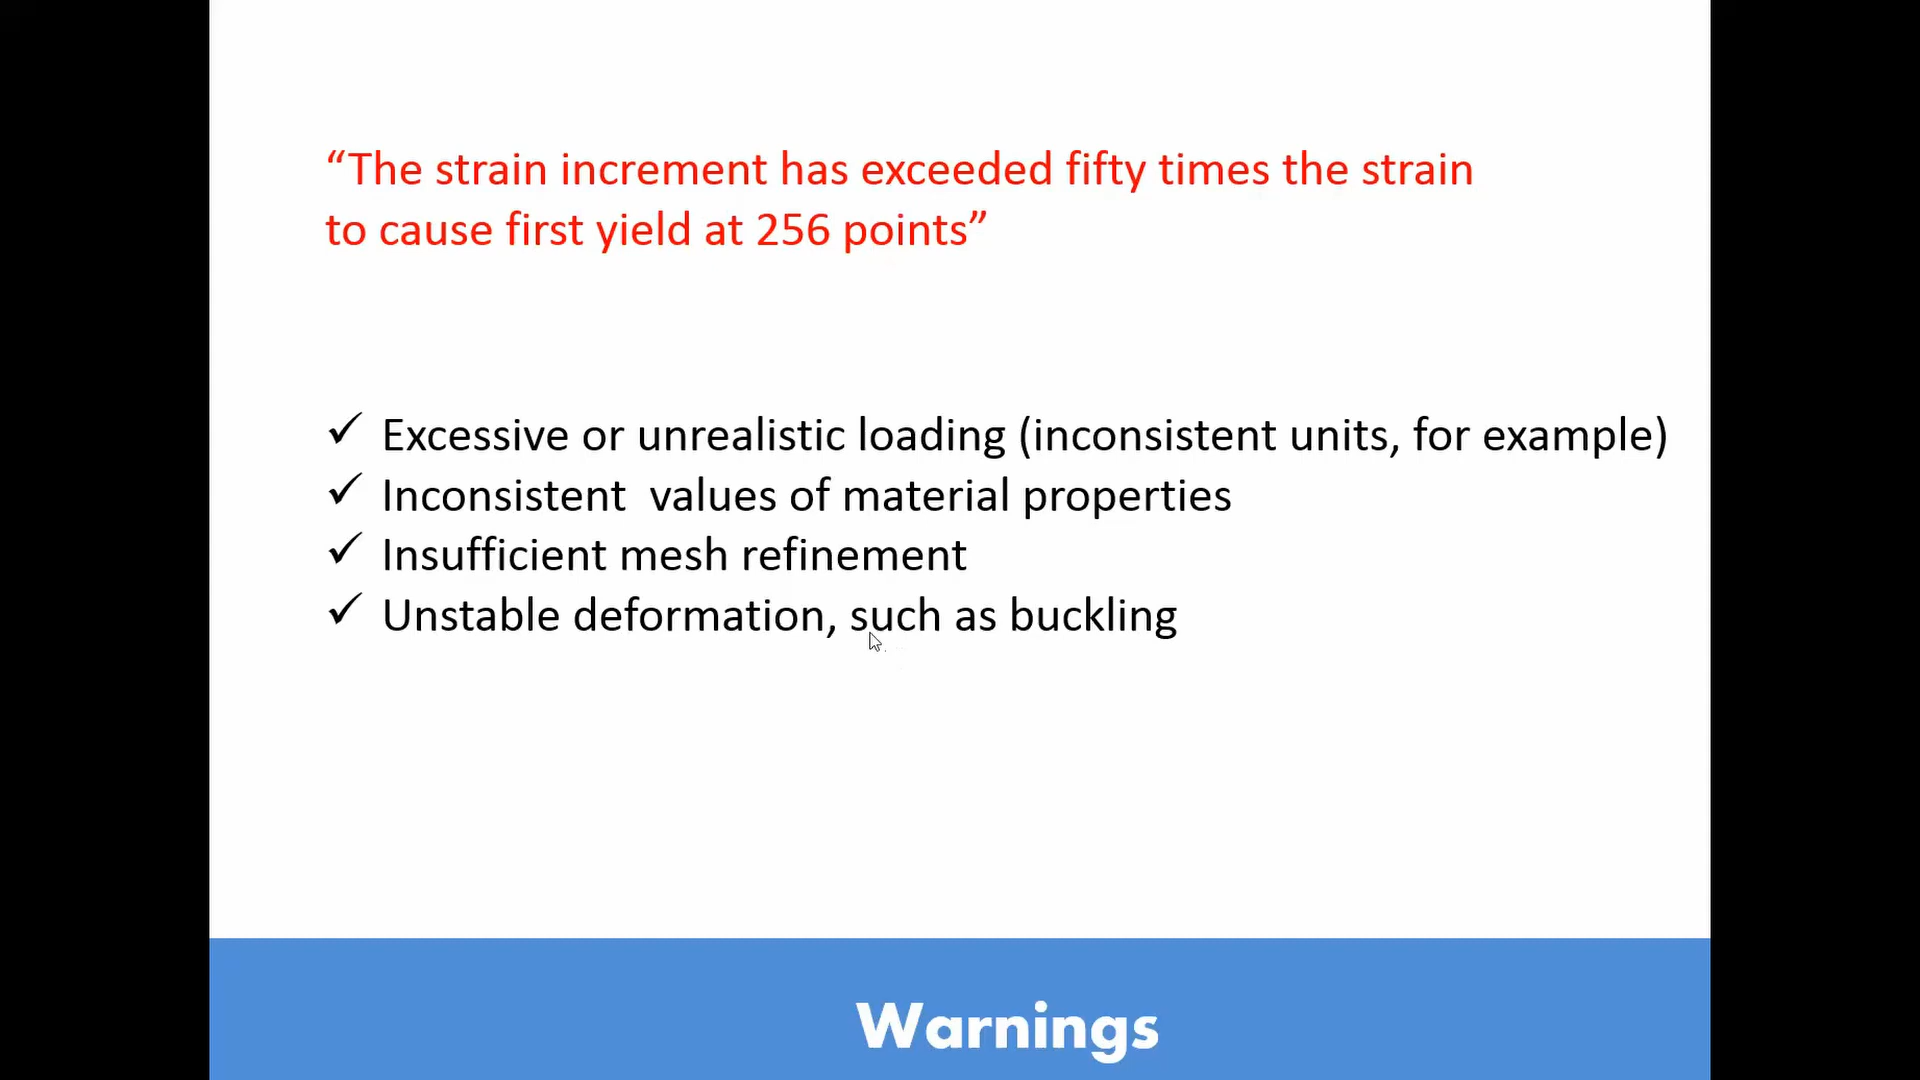 “The strain increment has exceeded fifty times the strain
to cause first yield at 256 points”
✓ Excessive or unrealistic loading (inconsistent units, for example)
✓ Inconsistent  values of material properties
✓ Insufficient mesh refinement
✓ Unstable deformation, such as buckling
Warnings